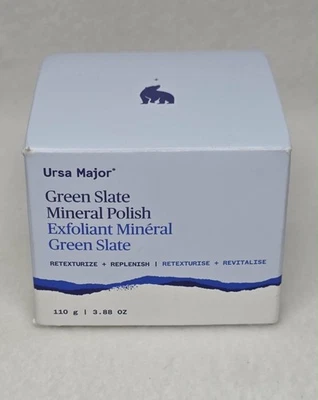 Ursa Major®
Green Slate
Mineral Polish
Exfoliant Minéral
Green Slate
RETEXTURIZE + REPLENISH | RETEXTURISE + REVITALISE
110 g | 3.88 OZ